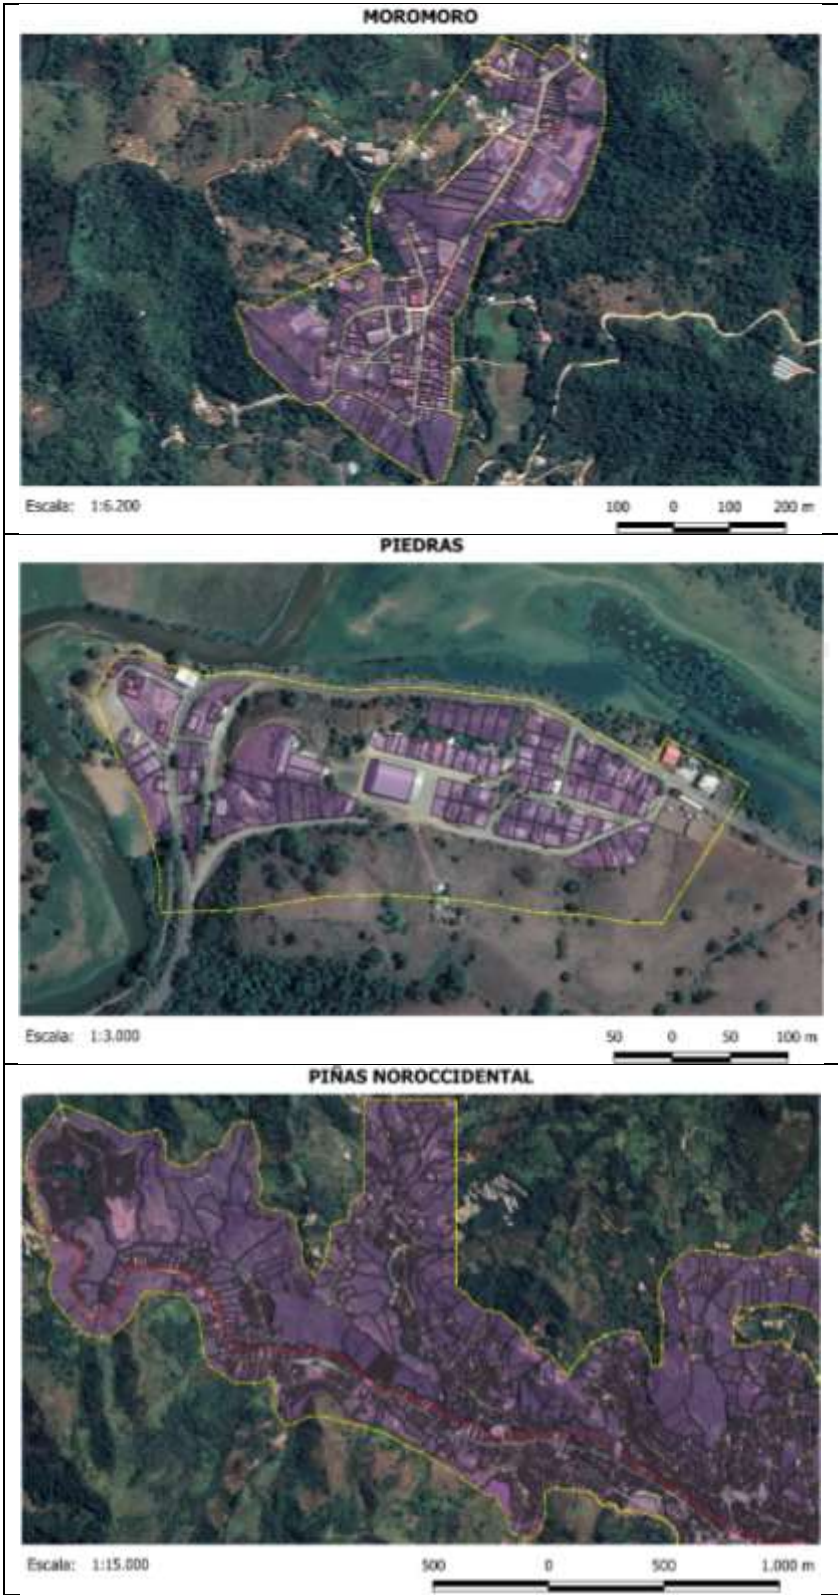 MOROMORO
Escala: 1:6.200
100 0 100 200 m
PIEDRAS
Escala: 1:3.000
50 0 50 100 m
PIÑAS NOROCCIDENTAL
Escala: 1:15.000
500 0 500 1.000 m